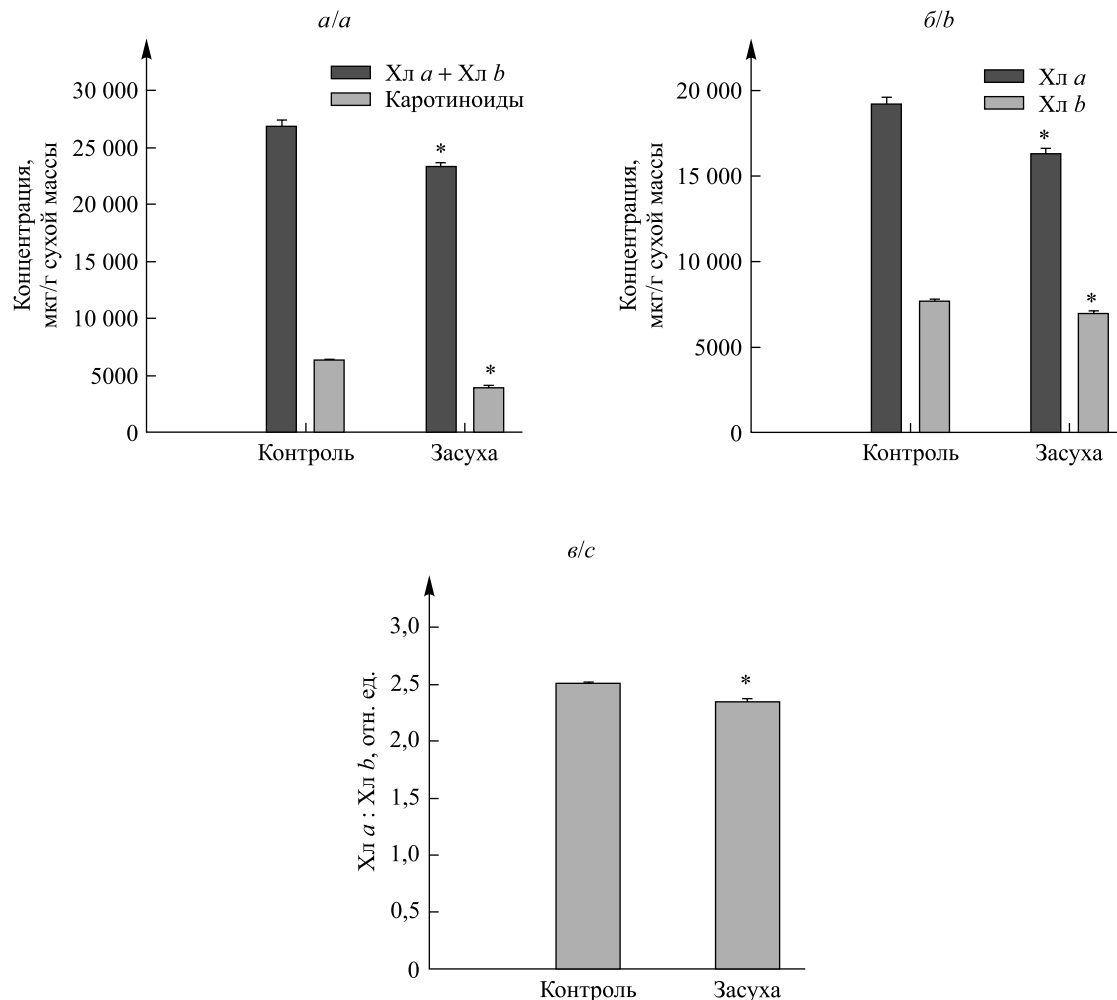 а/a
Хл a + Хл b
Каротиноиды
Концентрация,
мкг/г сухой массы
30 000
25 000
20 000
15 000
10 000
5000
0
*
*
Контроль
Засуха
б/b
Хл a
Хл b
Концентрация,
мкг/г сухой массы
20 000
15 000
10 000
5000
0
*
*
Контроль
Засуха
в/c
Хл a : Хл b, отн. ед.
3,0
2,5
2,0
1,5
1,0
0,5
0
*
Контроль
Засуха